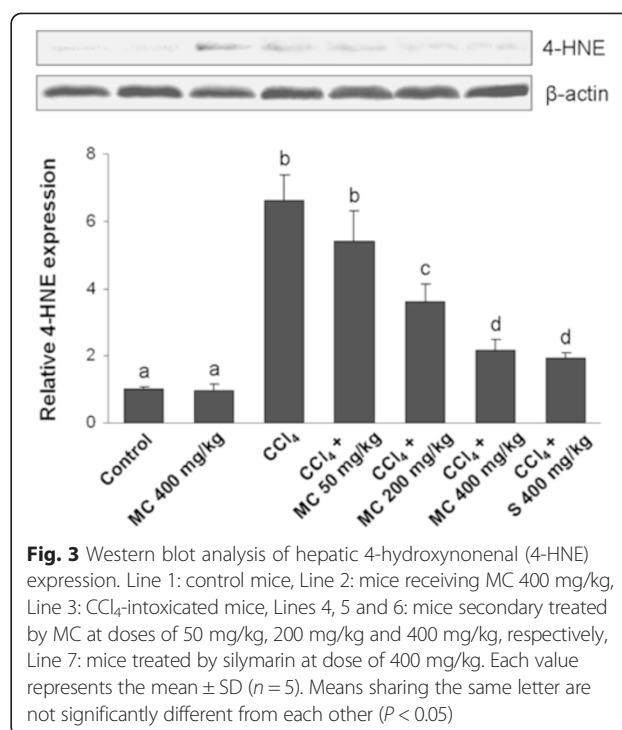 4-HNE
β-actin
Relative 4-HNE expression
8
6
4
2
0
a
a
b
b
c
d
d
Control
MC 400 mg/kg
CCl₄
CCl₄ +
MC 50 mg/kg
CCl₄ +
MC 200 mg/kg
CCl₄ +
MC 400 mg/kg
CCl₄ +
S 400 mg/kg
Fig. 3 Western blot analysis of hepatic 4-hydroxynonenal (4-HNE)
expression. Line 1: control mice, Line 2: mice receiving MC 400 mg/kg,
Line 3: CCl₄-intoxicated mice, Lines 4, 5 and 6: mice secondary treated
by MC at doses of 50 mg/kg, 200 mg/kg and 400 mg/kg, respectively,
Line 7: mice treated by silymarin at dose of 400 mg/kg. Each value
represents the mean ± SD (n = 5). Means sharing the same letter are
not significantly different from each other (P < 0.05)